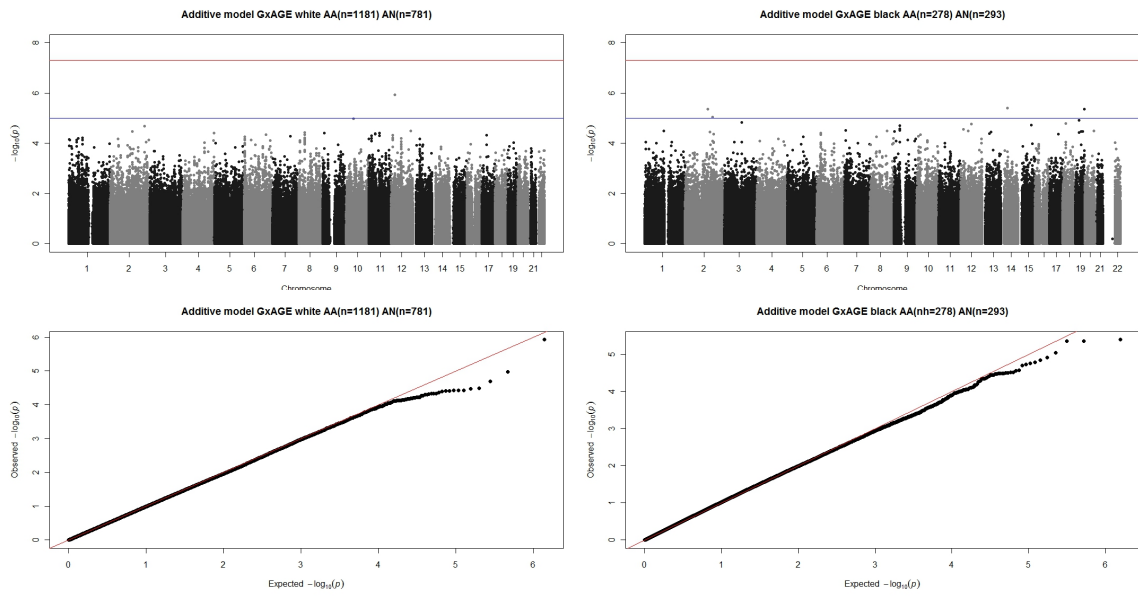 Additive model GxAGE white AA(n=1181) AN(n=781)
− log₁₀(p)
8
6
4
2
0
1 2 3 4 5 6 7 8 9 10 11 12 13 14 15 17 19 21
Chromosome
Additive model GxAGE black AA(n=278) AN(n=293)
− log₁₀(p)
8
6
4
2
0
1 2 3 4 5 6 7 8 9 10 11 12 13 14 15 16 17 18 19 20 21 22
Chromosome
Additive model GxAGE white AA(n=1181) AN(n=781)
Observed − log₁₀(p)
6
5
4
3
2
1
0
0 1 2 3 4 5 6
Expected − log₁₀(p)
Additive model GxAGE black AA(nh=278) AN(n=293)
Observed − log₁₀(p)
5
4
3
2
1
0
0 1 2 3 4 5 6
Expected − log₁₀(p)